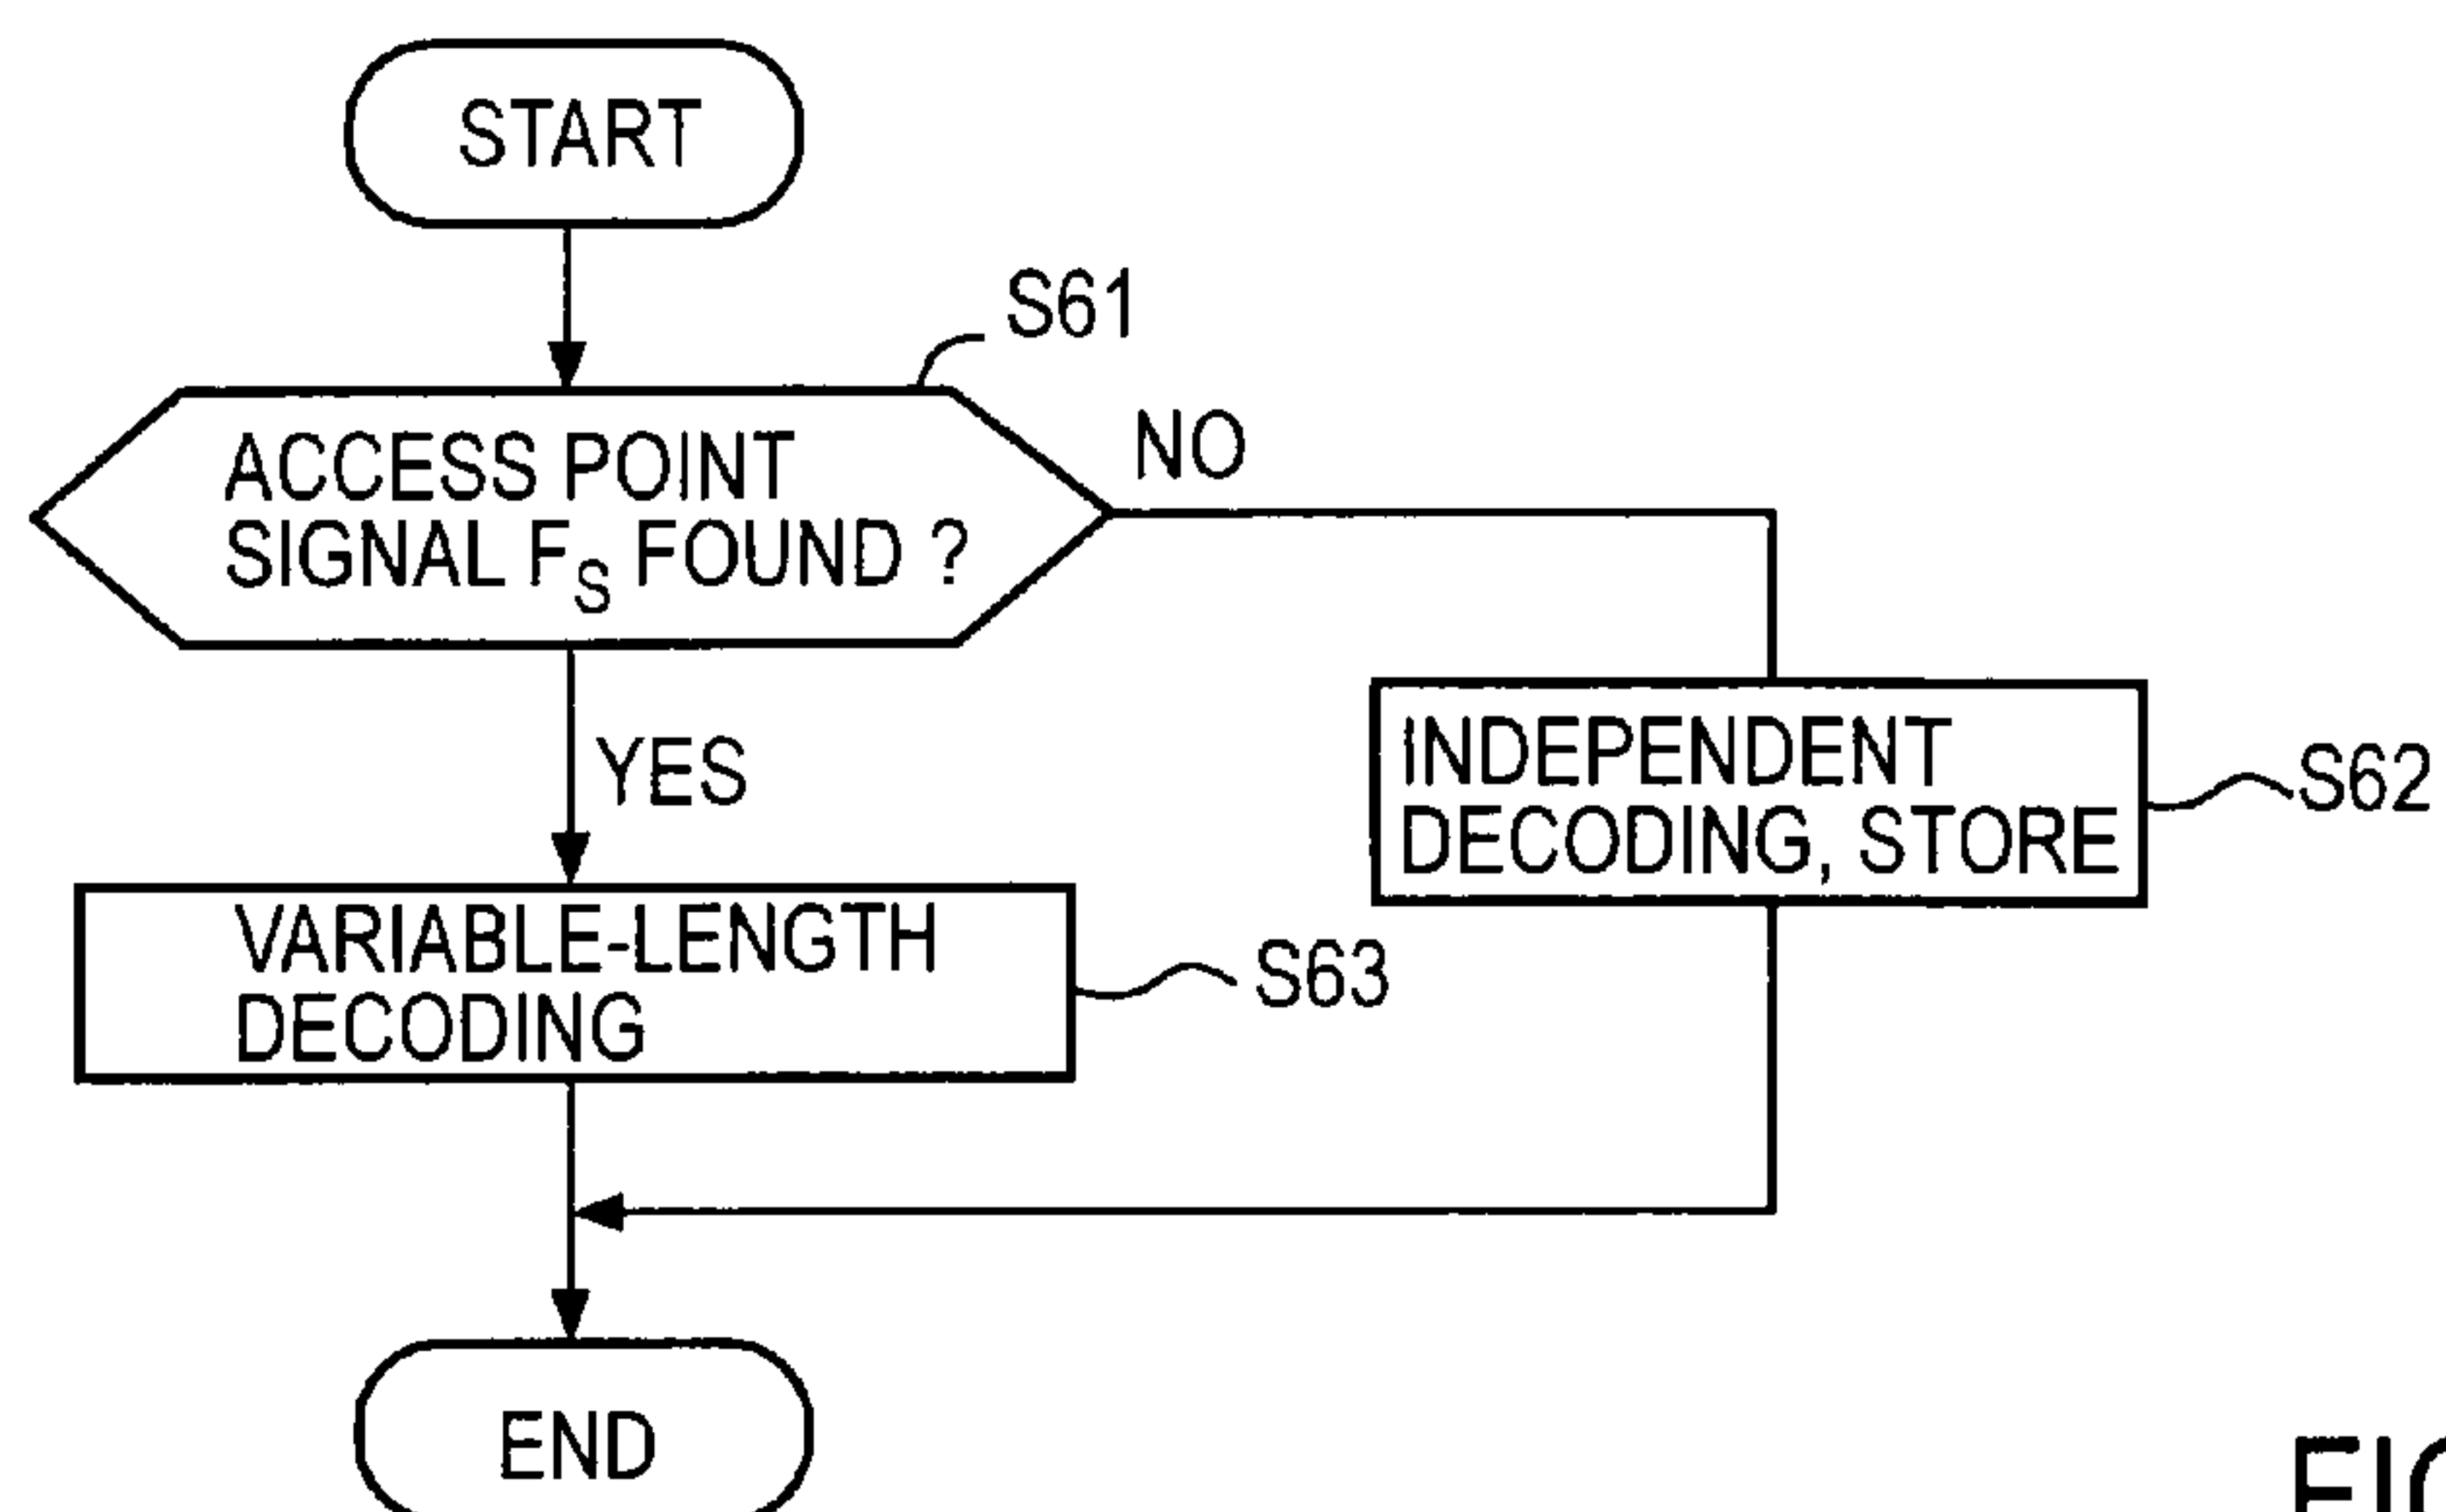 START
S61
ACCESS POINT
SIGNAL FS FOUND ?
NO
YES
INDEPENDENT
DECODING, STORE
S62
VARIABLE-LENGTH
DECODING
S63
END